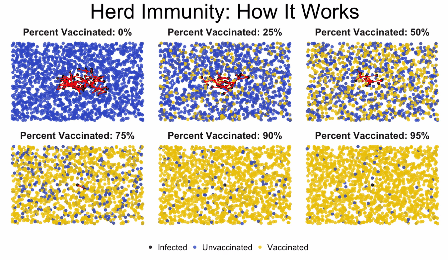 Herd Immunity: How It Works
Percent Vaccinated: 0%
Percent Vaccinated: 25%
Percent Vaccinated: 50%
Percent Vaccinated: 75%
Percent Vaccinated: 90%
Percent Vaccinated: 95%
Infected Unvaccinated Vaccinated